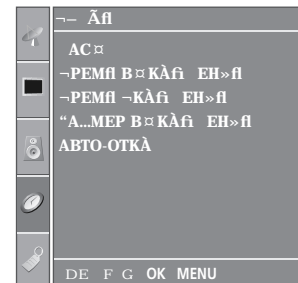 ¬– Ãﬂ
AC¤
¬PEMﬂ B¤KÀﬁ EH»ﬂ
¬PEMﬂ ¬KÀﬁ EH»ﬂ
“A...MEP B¤KÀﬁ EH»ﬂ
ABTO-OTKÀ
DE F G OK MENU